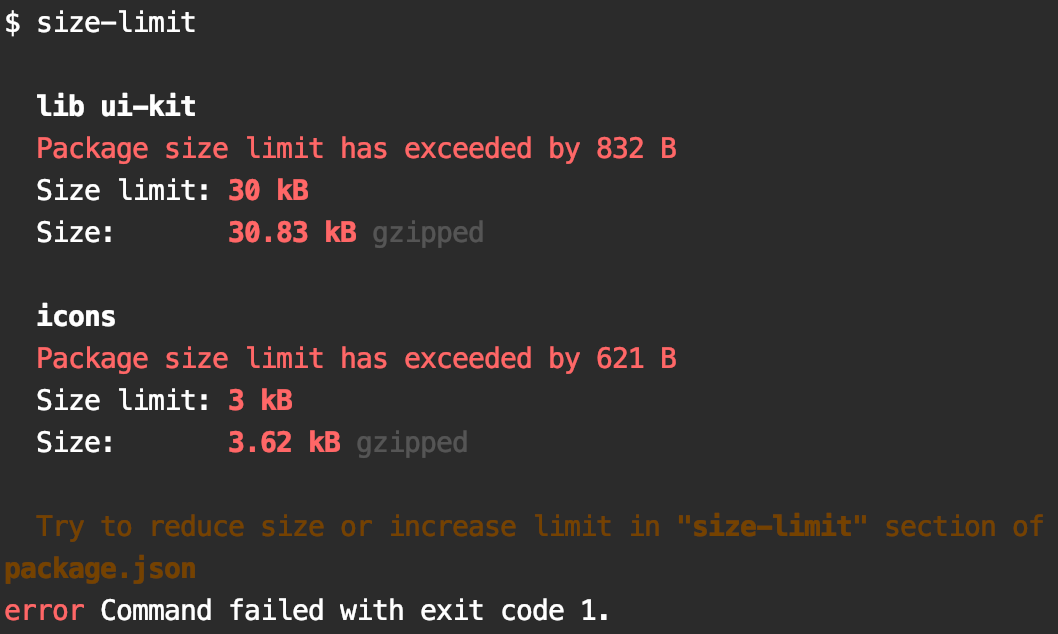 $ size-limit
lib ui-kit
Package size limit has exceeded by 832 B
Size limit: 30 kB
Size: 30.83 kB gzipped
icons
Package size limit has exceeded by 621 B
Size limit: 3 kB
Size: 3.62 kB gzipped
Try to reduce size or increase limit in "size-limit" section of
package.json
error Command failed with exit code 1.